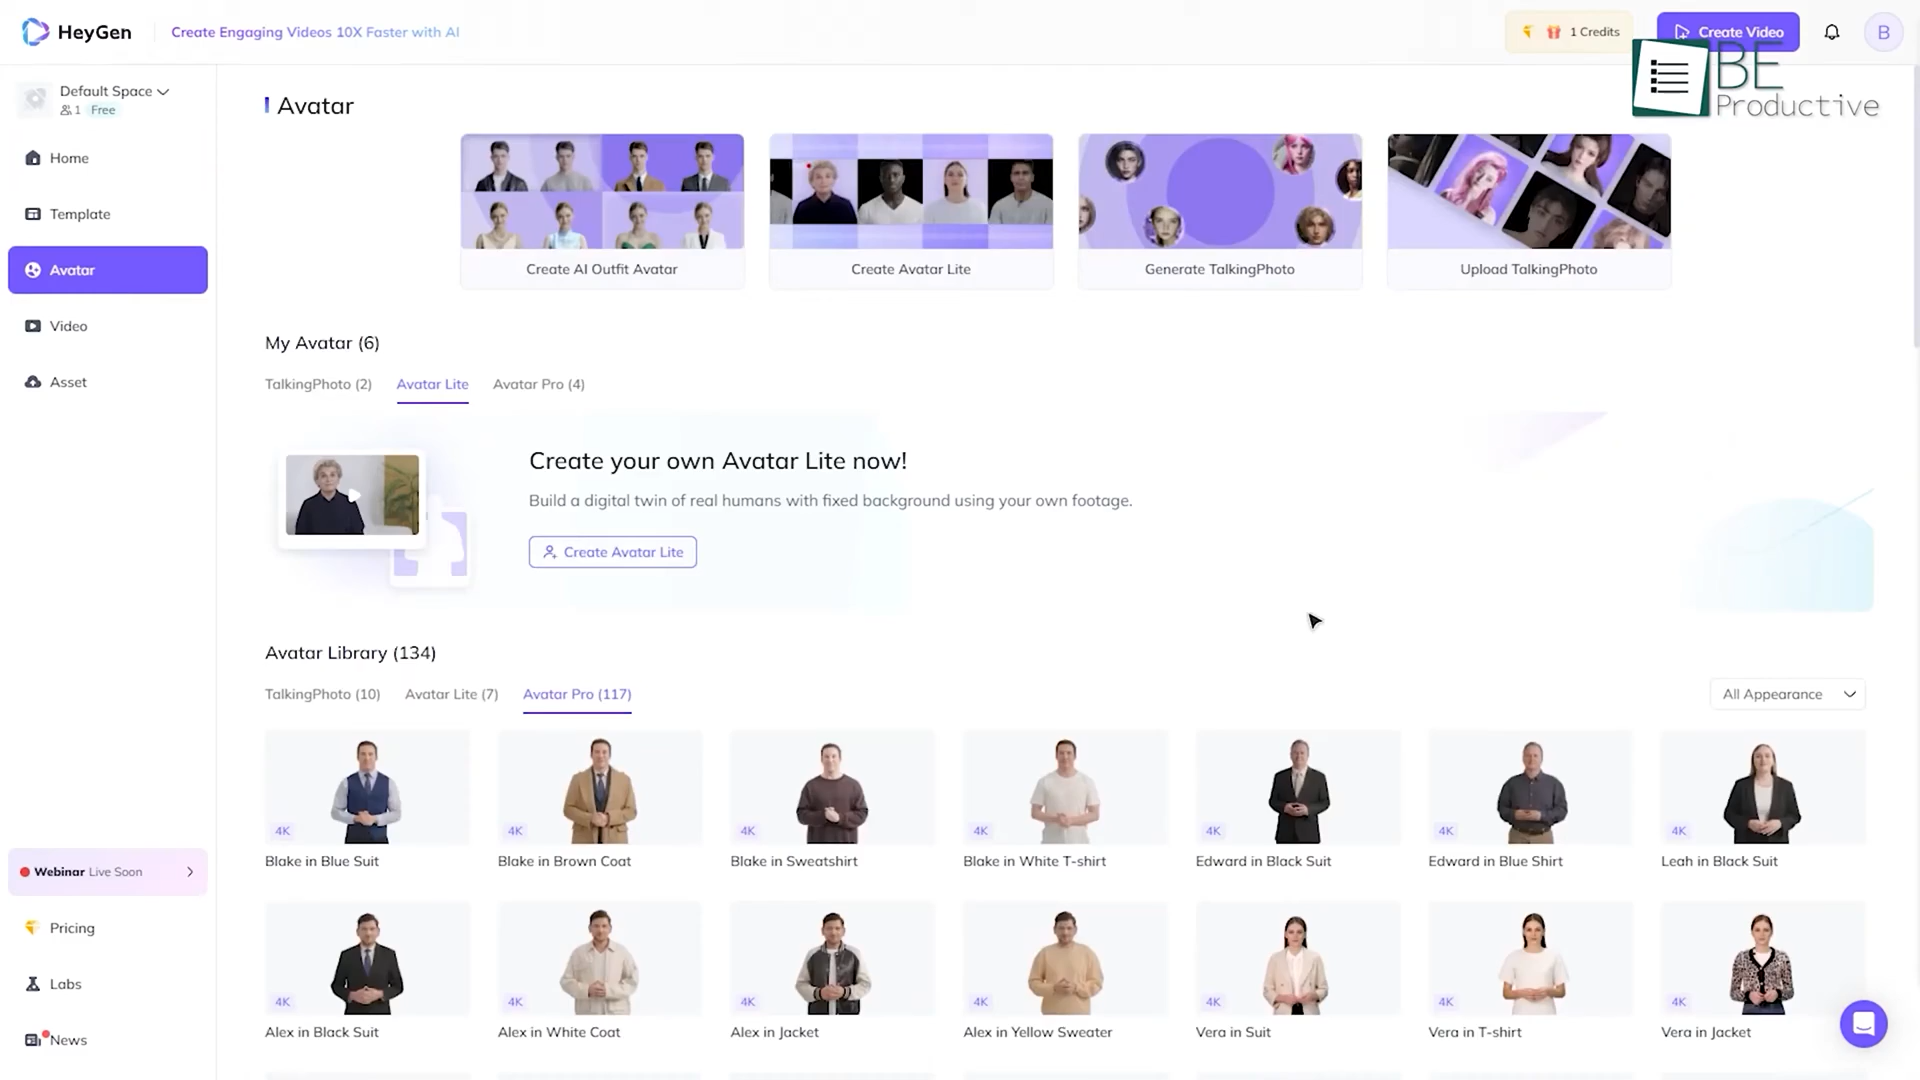 HeyGen
Create Engaging Videos 10X Faster with AI
1 Credits
Create Video
B
BE
Productive
Default Space
1 Free
Home
Template
Avatar
Video
Asset
Webinar Live Soon
Pricing
Labs
News
Avatar
Create AI Outfit Avatar
Create Avatar Lite
Generate TalkingPhoto
Upload TalkingPhoto
My Avatar (6)
TalkingPhoto (2)
Avatar Lite
Avatar Pro (4)
Create your own Avatar Lite now!
Build a digital twin of real humans with fixed background using your own footage.
Create Avatar Lite
Avatar Library (134)
TalkingPhoto (10)
Avatar Lite (7)
Avatar Pro (117)
All Appearance
4K
4K
4K
4K
4K
4K
4K
Blake in Blue Suit
Blake in Brown Coat
Blake in Sweatshirt
Blake in White T-shirt
Edward in Black Suit
Edward in Blue Shirt
Leah in Black Suit
4K
4K
4K
4K
4K
4K
4K
Alex in Black Suit
Alex in White Coat
Alex in Jacket
Alex in Yellow Sweater
Vera in Suit
Vera in T-shirt
Vera in Jacket